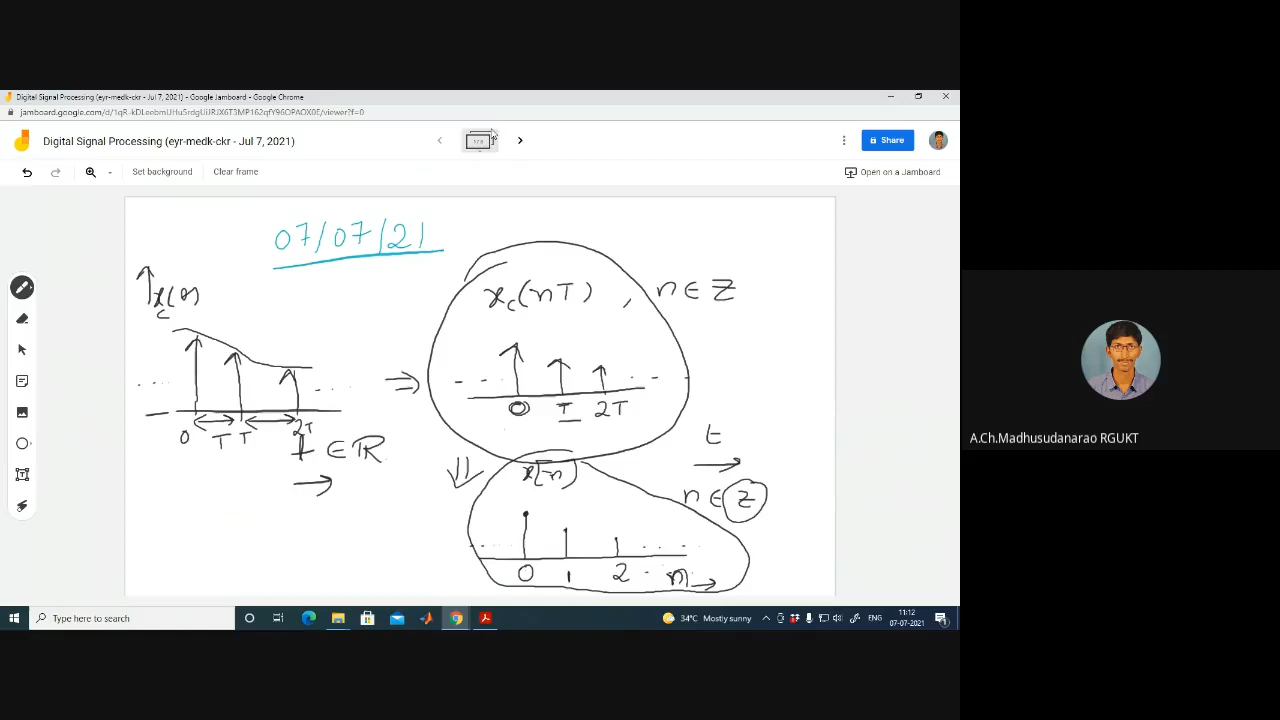 Digital Signal Processing (eyr-medk-ckr - Jul 7, 2021) - Google Jamboard - Google Chrome
Digital Signal Processing (eyr-medk-ckr - Jul 7, 2021)
Share
Set background
Clear frame
Open on a Jamboard
07/07/21
x_c(nT) , n ∈ Z
0 T 2T
0 T T 2T
t ∈ ℝ
t
x[n]
n ∈ Z
0 1 2 n
A.Ch.Madhusudanarao RGUKT
Type here to search
34°C Mostly sunny
ENG
11:12
07-07-2021